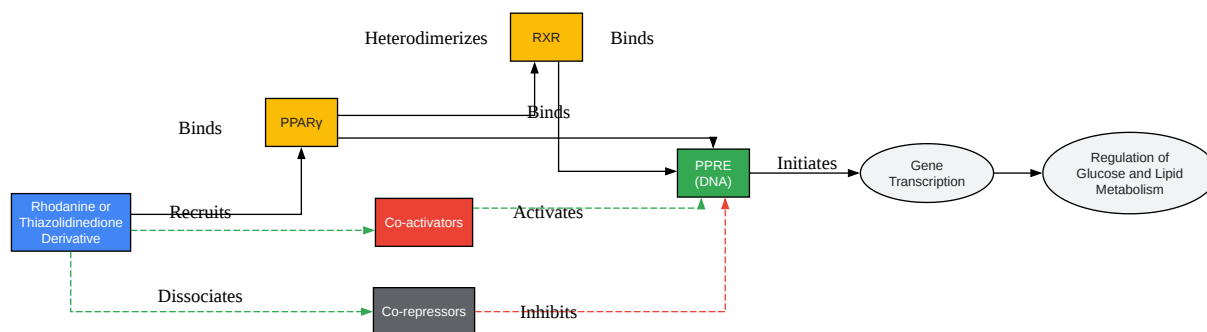 Heterodimerizes
RXR
Binds
Binds
PPARγ
Binds
PPRE
(DNA)
Initiates
Gene
Transcription
Regulation of
Glucose and Lipid
Metabolism
Rhodanine or
Thiazolidinedione
Derivative
Recruits
Co-activators
Activates
Dissociates
Co-repressors
Inhibits